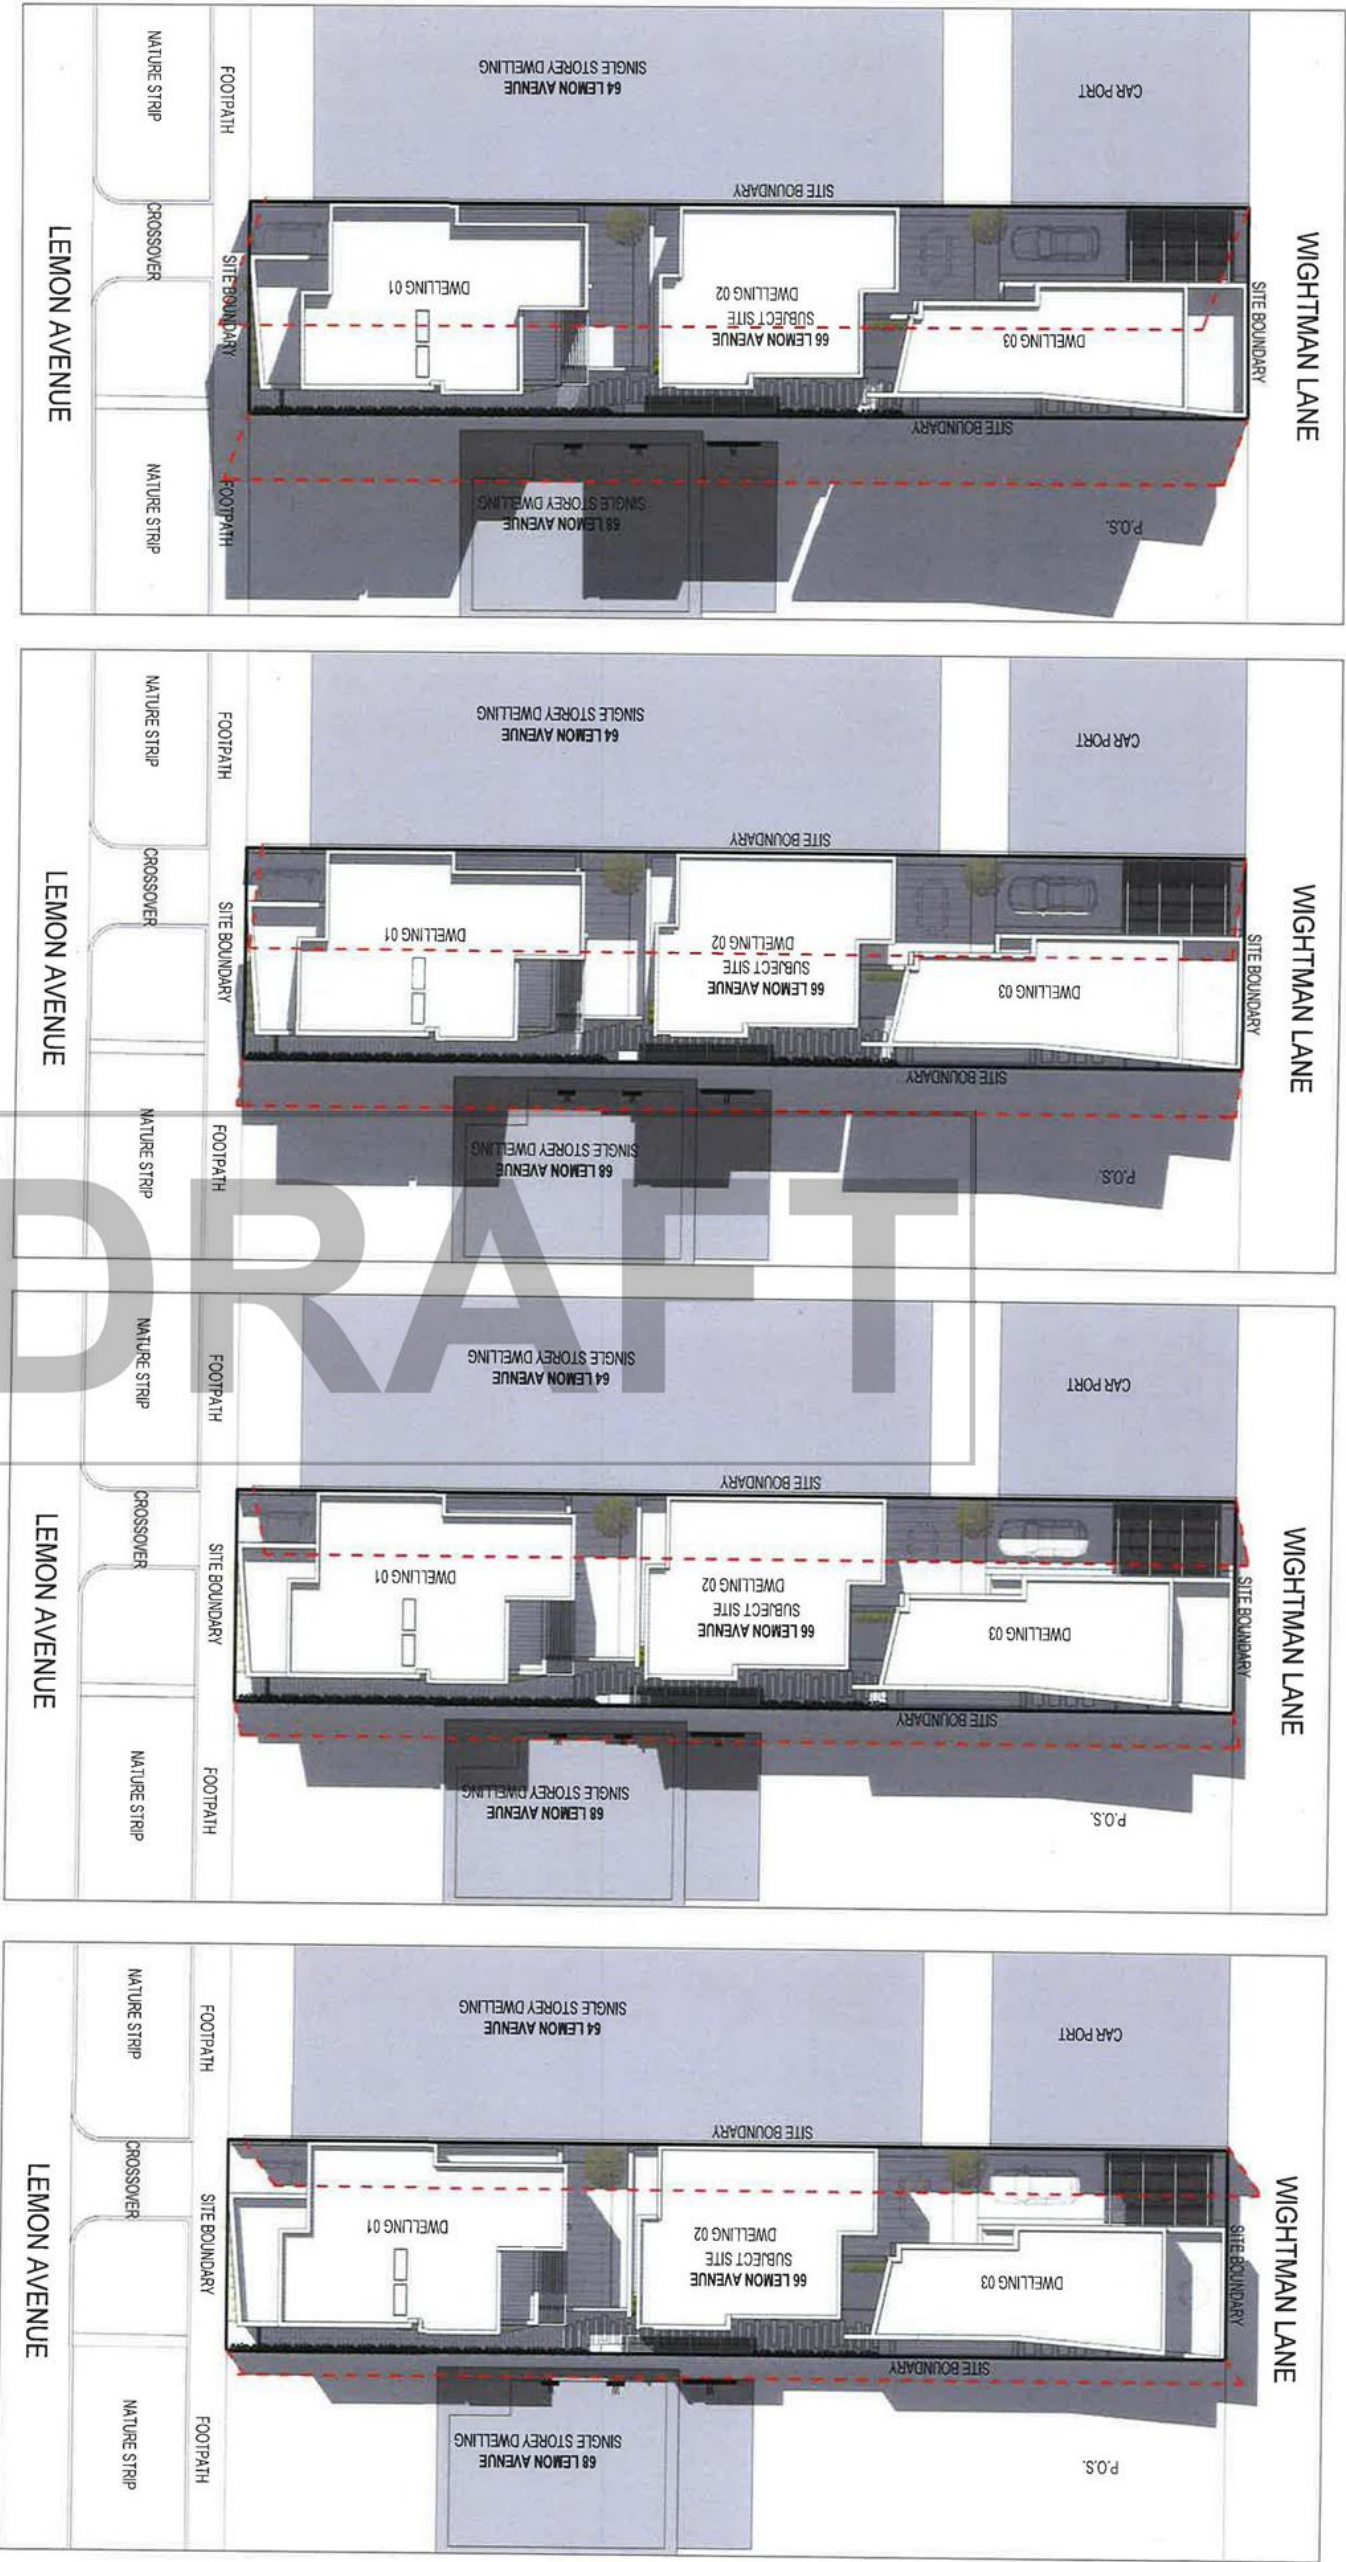 NATURE STRIP
FOOTPATH
64 LEMON AVENUE
SINGLE STOREY DWELLING
CAR PORT
SITE BOUNDARY
WIGHTMAN LANE
SITE BOUNDARY
CROSSOVER
LEMON AVENUE
SITE BOUNDARY
DWELLING 01
66 LEMON AVENUE
SUBJECT SITE
DWELLING 02
DWELLING 03
SITE BOUNDARY
NATURE STRIP
FOOTPATH
68 LEMON AVENUE
SINGLE STOREY DWELLING
P.O.S.
NATURE STRIP
FOOTPATH
64 LEMON AVENUE
SINGLE STOREY DWELLING
CAR PORT
SITE BOUNDARY
WIGHTMAN LANE
SITE BOUNDARY
CROSSOVER
LEMON AVENUE
SITE BOUNDARY
DWELLING 01
66 LEMON AVENUE
SUBJECT SITE
DWELLING 02
DWELLING 03
SITE BOUNDARY
NATURE STRIP
FOOTPATH
68 LEMON AVENUE
SINGLE STOREY DWELLING
P.O.S.
DRAFT
NATURE STRIP
FOOTPATH
64 LEMON AVENUE
SINGLE STOREY DWELLING
CAR PORT
SITE BOUNDARY
WIGHTMAN LANE
SITE BOUNDARY
CROSSOVER
LEMON AVENUE
SITE BOUNDARY
DWELLING 01
66 LEMON AVENUE
SUBJECT SITE
DWELLING 02
DWELLING 03
SITE BOUNDARY
NATURE STRIP
FOOTPATH
68 LEMON AVENUE
SINGLE STOREY DWELLING
P.O.S.
NATURE STRIP
FOOTPATH
64 LEMON AVENUE
SINGLE STOREY DWELLING
CAR PORT
SITE BOUNDARY
WIGHTMAN LANE
SITE BOUNDARY
CROSSOVER
LEMON AVENUE
SITE BOUNDARY
DWELLING 01
66 LEMON AVENUE
SUBJECT SITE
DWELLING 02
DWELLING 03
SITE BOUNDARY
NATURE STRIP
FOOTPATH
68 LEMON AVENUE
SINGLE STOREY DWELLING
P.O.S.